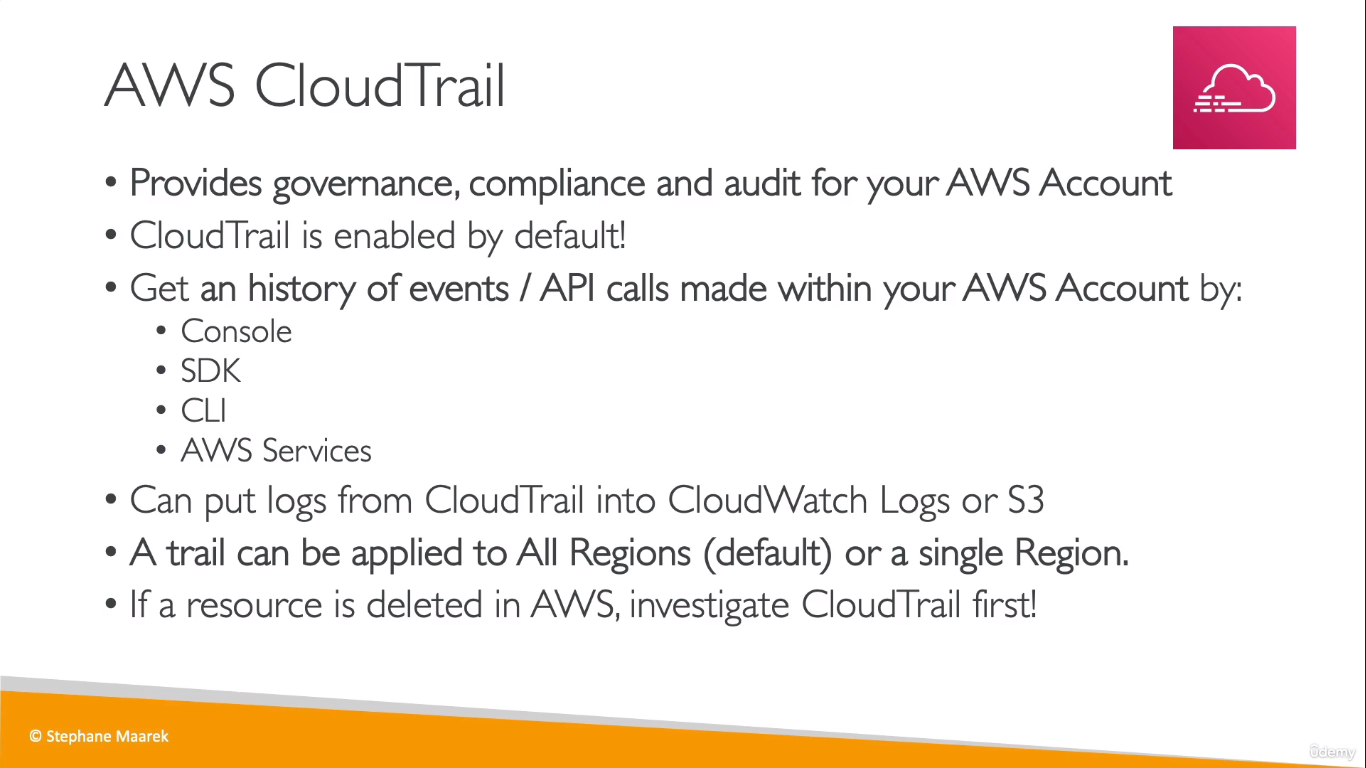 AWS CloudTrail
• Provides governance, compliance and audit for your AWS Account
• CloudTrail is enabled by default!
• Get an history of events / API calls made within your AWS Account by:
• Console
• SDK
• CLI
• AWS Services
• Can put logs from CloudTrail into CloudWatch Logs or S3
• A trail can be applied to All Regions (default) or a single Region.
• If a resource is deleted in AWS, investigate CloudTrail first!
© Stephane Maarek
ûdemy